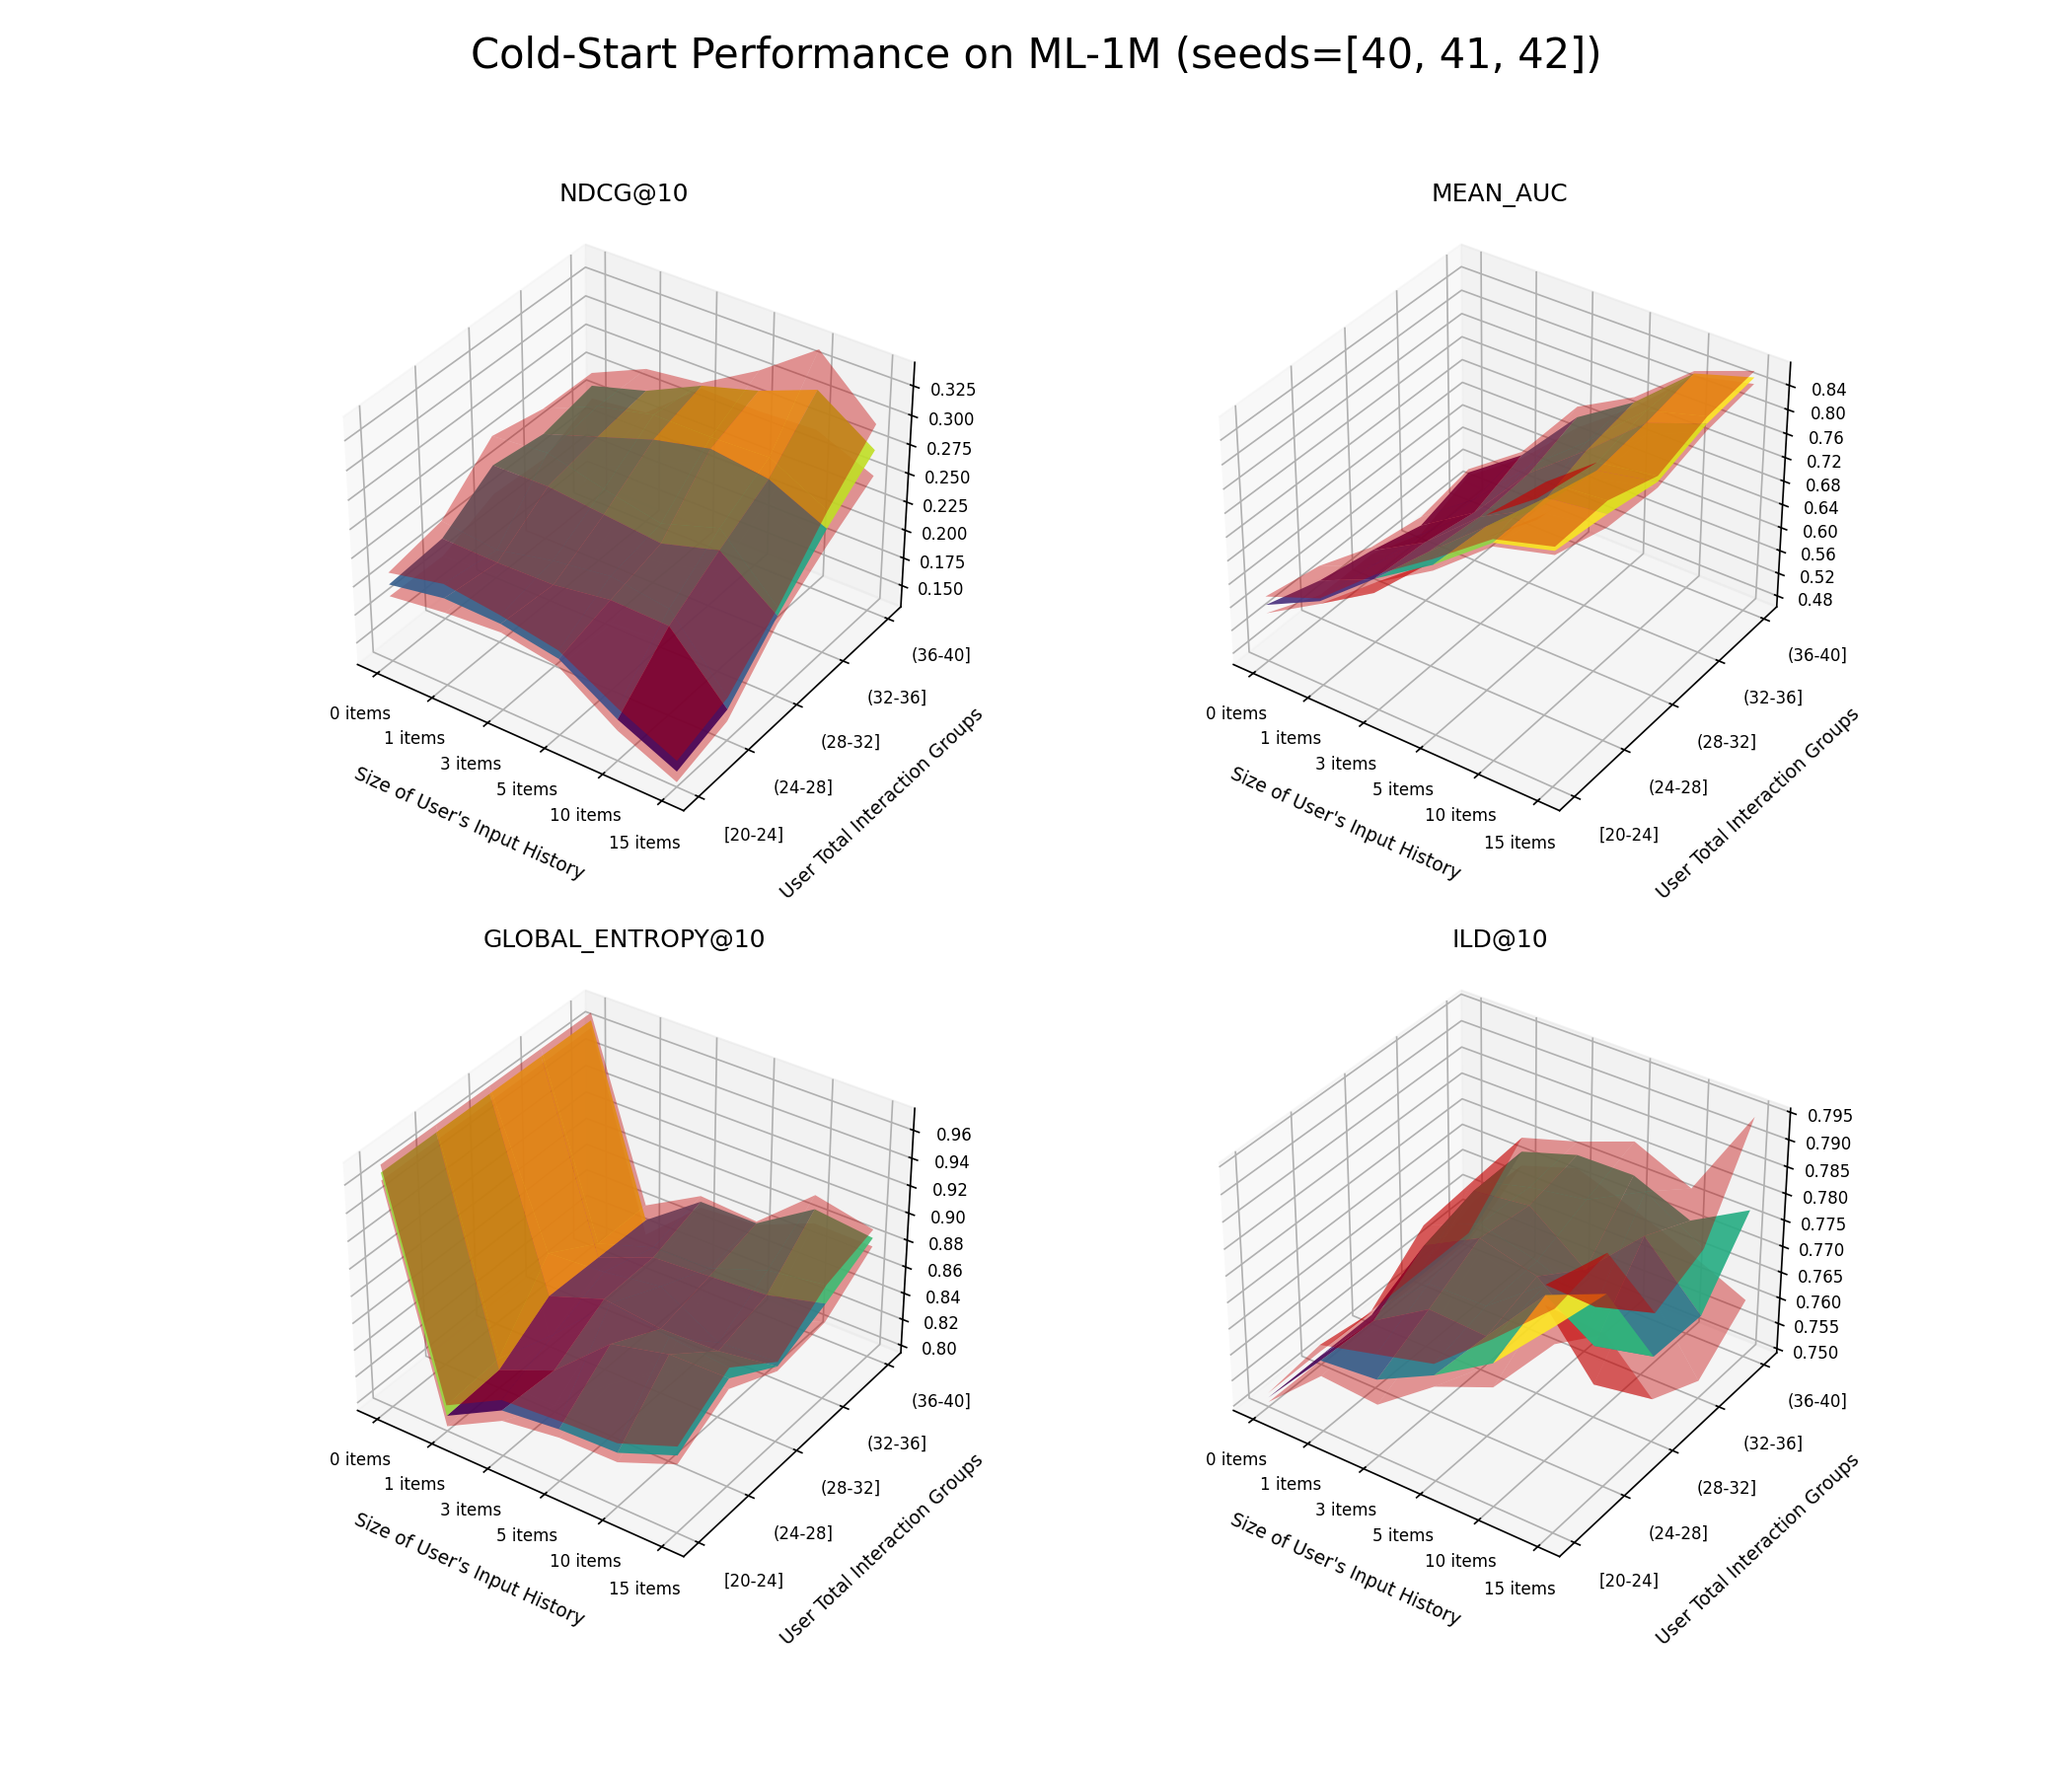 Cold-Start Performance on ML-1M (seeds=[40, 41, 42])
NDCG@10
0.325
0.300
0.275
0.250
0.225
0.200
0.175
0.150
(36-40]
(32-36]
(28-32]
(24-28]
[20-24]
0 items
1 items
3 items
5 items
10 items
15 items
Size of User's Input History
User Total Interaction Groups
MEAN_AUC
0.84
0.80
0.76
0.72
0.68
0.64
0.60
0.56
0.52
0.48
(36-40]
(32-36]
(28-32]
(24-28]
[20-24]
0 items
1 items
3 items
5 items
10 items
15 items
Size of User's Input History
User Total Interaction Groups
GLOBAL_ENTROPY@10
0.96
0.94
0.92
0.90
0.88
0.86
0.84
0.82
0.80
(36-40]
(32-36]
(28-32]
(24-28]
[20-24]
0 items
1 items
3 items
5 items
10 items
15 items
Size of User's Input History
User Total Interaction Groups
ILD@10
0.795
0.790
0.785
0.780
0.775
0.770
0.765
0.760
0.755
0.750
(36-40]
(32-36]
(28-32]
(24-28]
[20-24]
0 items
1 items
3 items
5 items
10 items
15 items
Size of User's Input History
User Total Interaction Groups